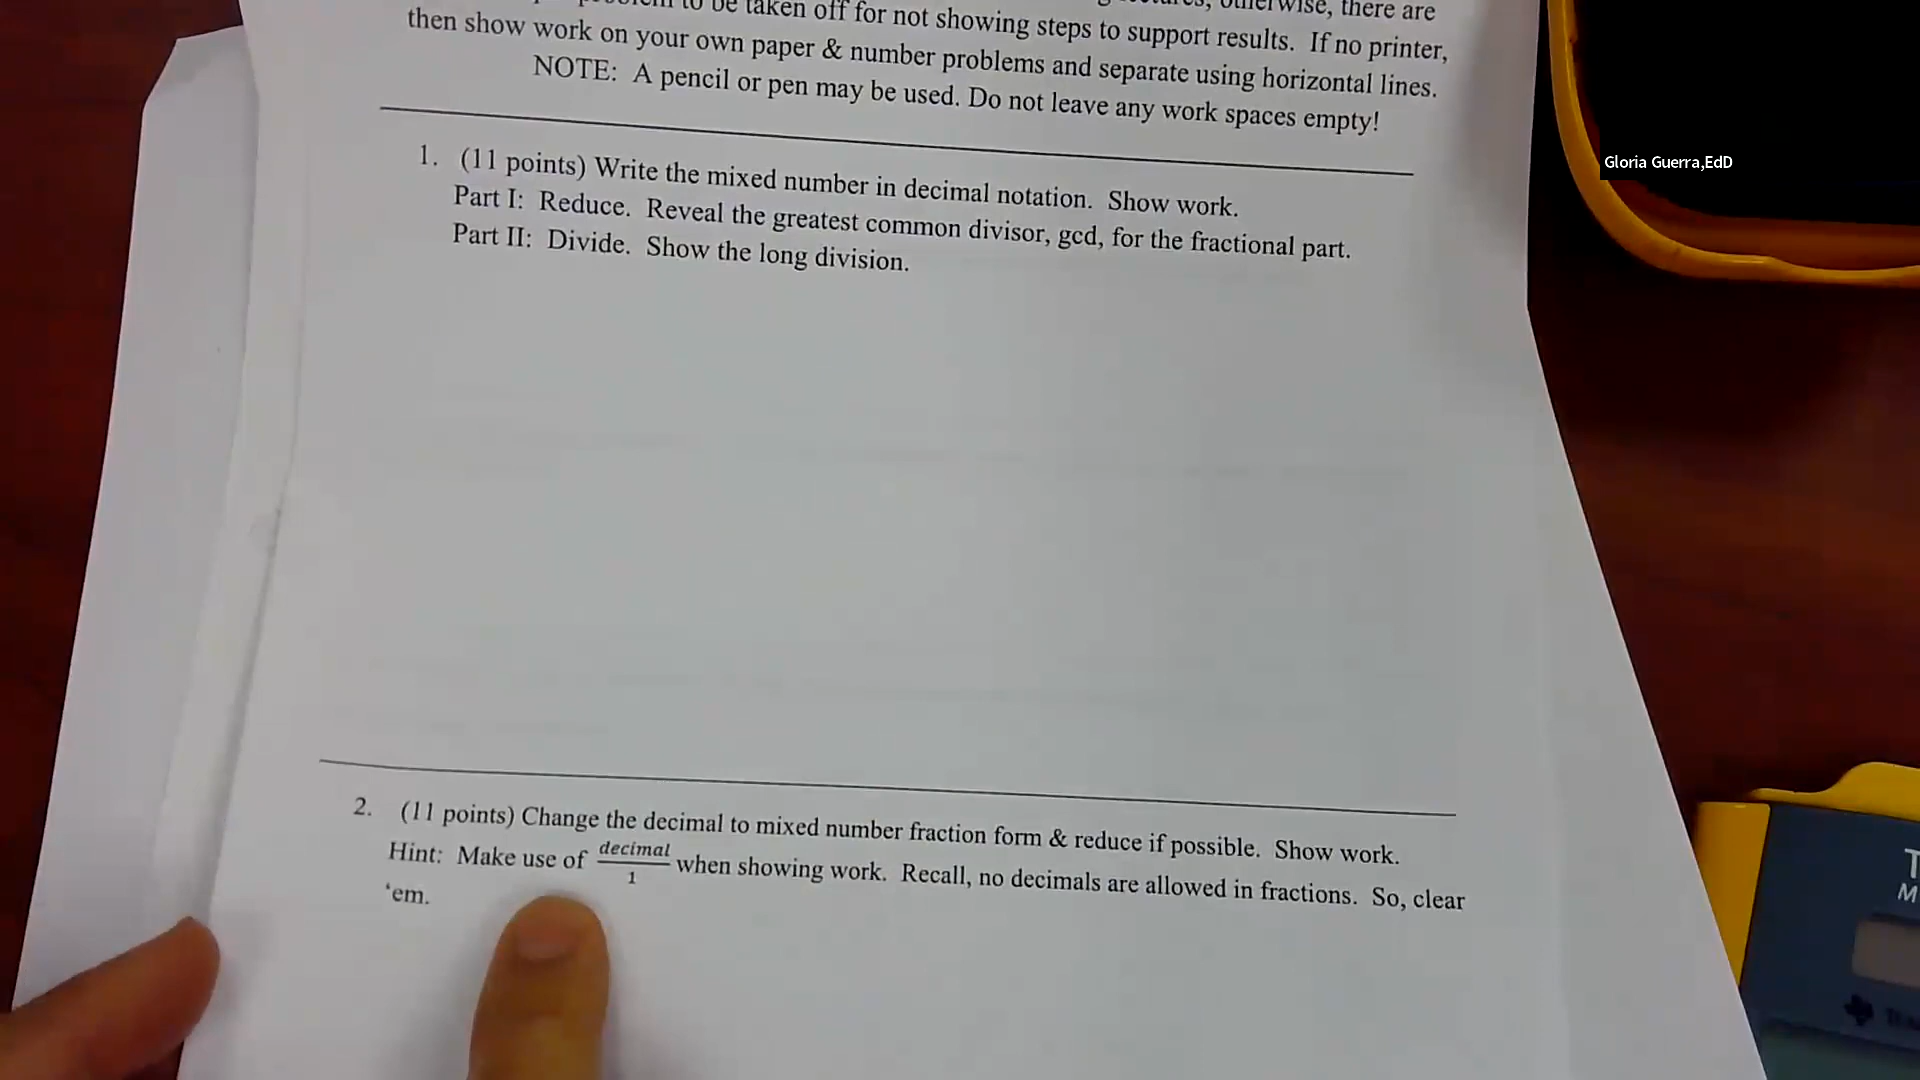 to be taken off for not showing steps to support results. If no printer,
otherwise, there are
then show work on your own paper & number problems and separate using horizontal lines.
NOTE: A pencil or pen may be used. Do not leave any work spaces empty!
Gloria Guerra,EdD
1. (11 points) Write the mixed number in decimal notation. Show work.
Part I: Reduce. Reveal the greatest common divisor, gcd, for the fractional part.
Part II: Divide. Show the long division.
2. (11 points) Change the decimal to mixed number fraction form & reduce if possible. Show work.
Hint: Make use of decimal/1 when showing work. Recall, no decimals are allowed in fractions. So, clear
‘em.
T
M